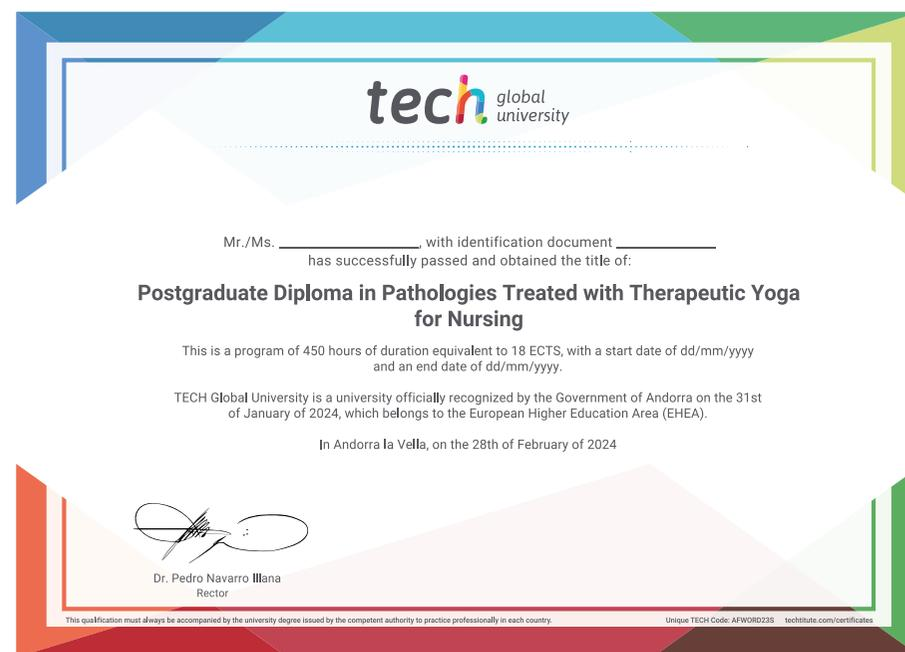 tech global
university
Mr./Ms. ____________, with identification document ____________
has successfully passed and obtained the title of:
Postgraduate Diploma in Pathologies Treated with Therapeutic Yoga
for Nursing
This is a program of 450 hours of duration equivalent to 18 ECTS, with a start date of dd/mm/yyyy
and an end date of dd/mm/yyyy.
TECH Global University is a university officially recognized by the Government of Andorra on the 31st
of January of 2024, which belongs to the European Higher Education Area (EHEA).
In Andorra la Vella, on the 28th of February of 2024
Dr. Pedro Navarro Illana
Rector
This qualification must always be accompanied by the university degree issued by the competent authority to practice professionally in each country.
Unique TECH Code: AFWORD23S techtitute.com/certificates